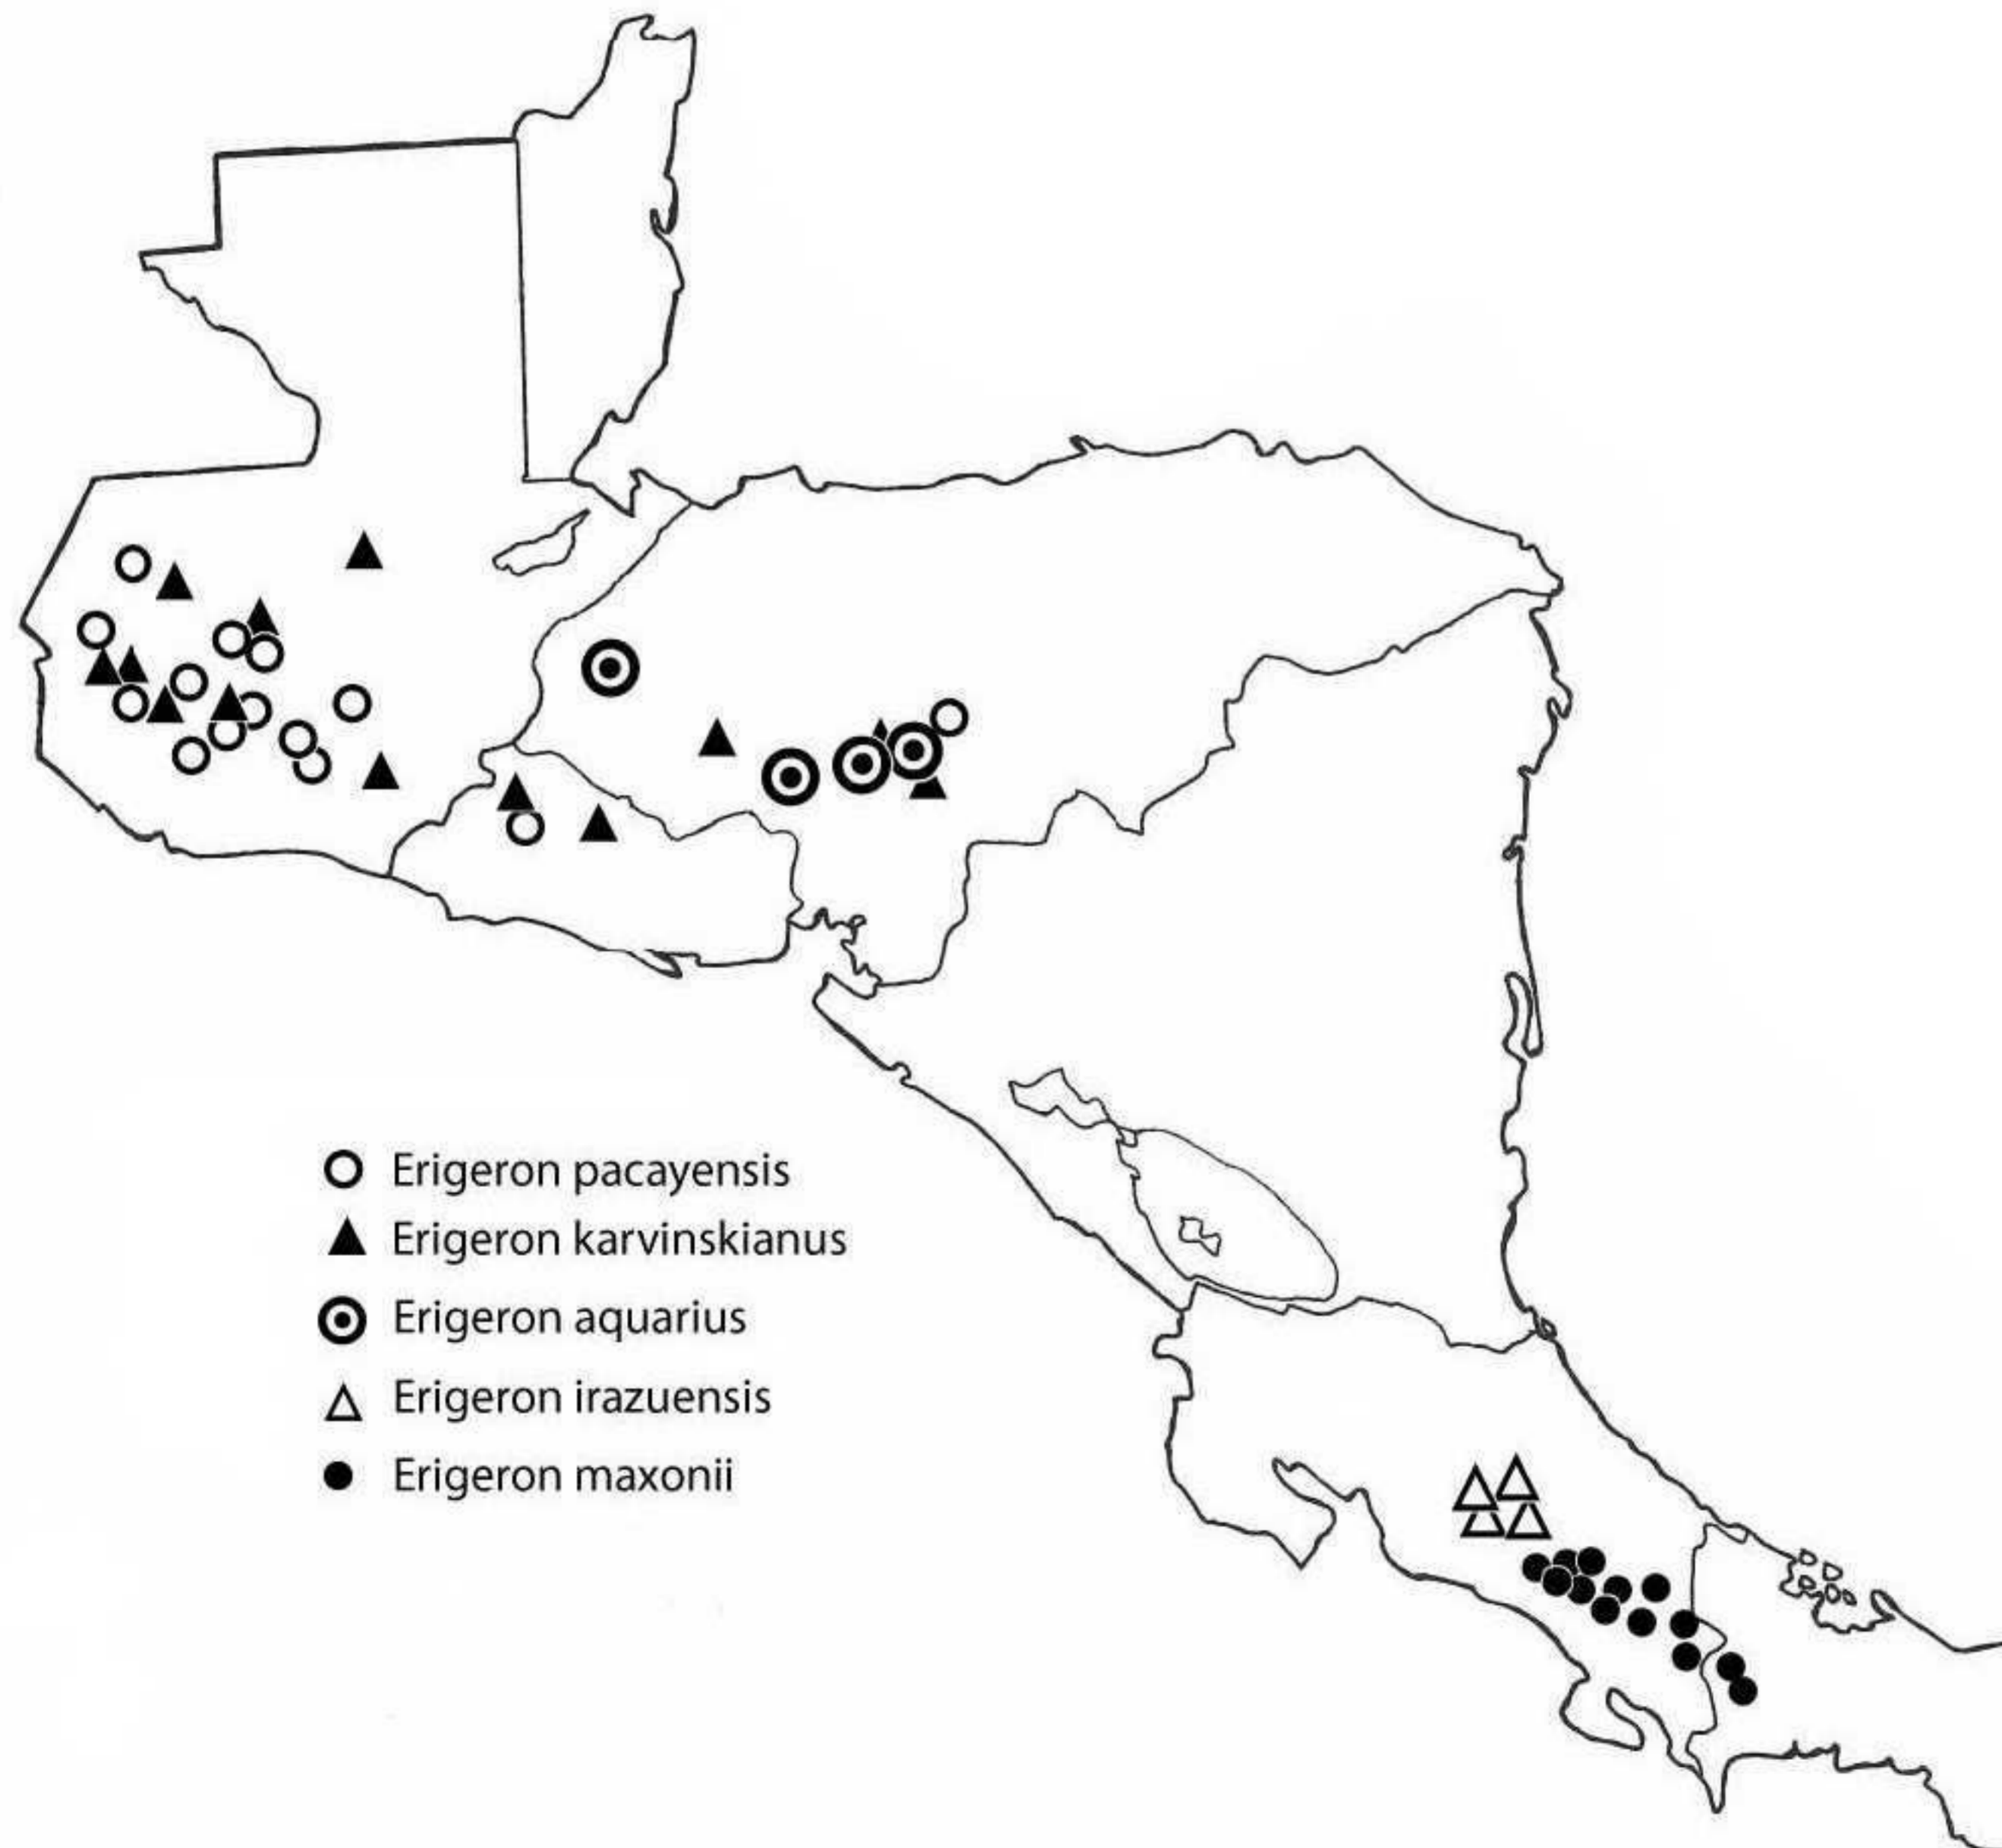 Erigeron pacayensis
Erigeron karvinskianus
Erigeron aquarius
Erigeron irazuensis
Erigeron maxonii